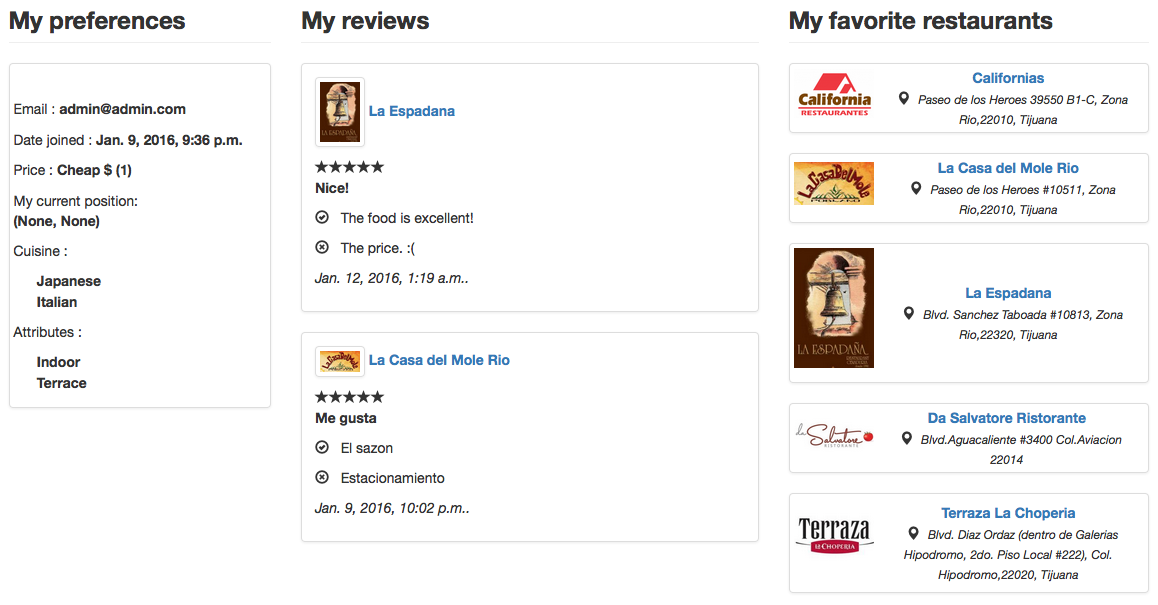 My preferences
Email : admin@admin.com
Date joined : Jan. 9, 2016, 9:36 p.m.
Price : Cheap $ (1)
My current position:
(None, None)
Cuisine :
Japanese
Italian
Attributes :
Indoor
Terrace
My reviews
LA ESPADAÑA
La Espadana
★★★★★
Nice!
The food is excellent!
The price. :(
Jan. 12, 2016, 1:19 a.m..
La Casa Del Mole
La Casa del Mole Rio
★★★★★
Me gusta
El sazon
Estacionamiento
Jan. 9, 2016, 10:02 p.m..
My favorite restaurants
California
RESTAURANTES
Californias
Paseo de los Heroes 39550 B1-C, Zona
Rio,22010, Tijuana
La Casa Del Mole
POBLANO
La Casa del Mole Rio
Paseo de los Heroes #10511, Zona
Rio,22010, Tijuana
LA ESPADAÑA
La Espadana
Blvd. Sanchez Taboada #10813, Zona
Rio,22320, Tijuana
da Salvatore
RISTORANTE
Da Salvatore Ristorante
Blvd.Aguacaliente #3400 Col.Aviacion
22014
Terraza
LA CHOPERIA
Terraza La Choperia
Blvd. Diaz Ordaz (dentro de Galerias
Hipodromo, 2do. Piso Local #222), Col.
Hipodromo,22020, Tijuana